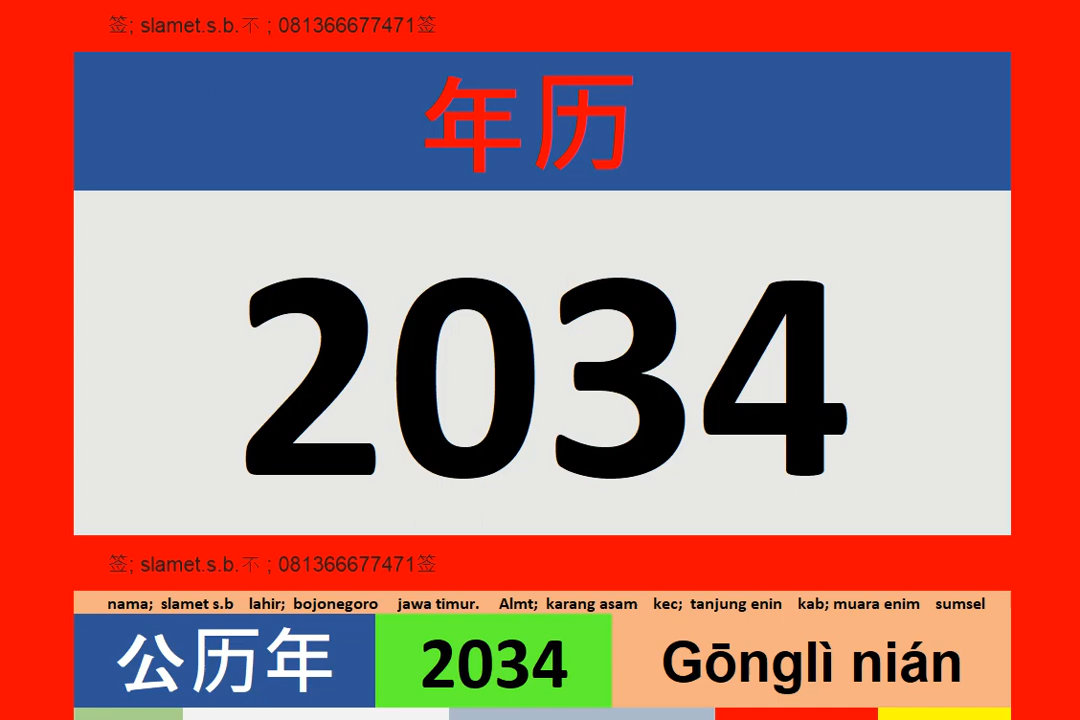 签; slamet.s.b.不 ; 081366677471签
年历
2034
签; slamet.s.b.不 ; 081366677471签
nama; slamet s.b lahir; bojonegoro jawa timur. Almt; karang asam kec; tanjung enin kab; muara enim sumsel
公历年 2034 Gōnglì nián